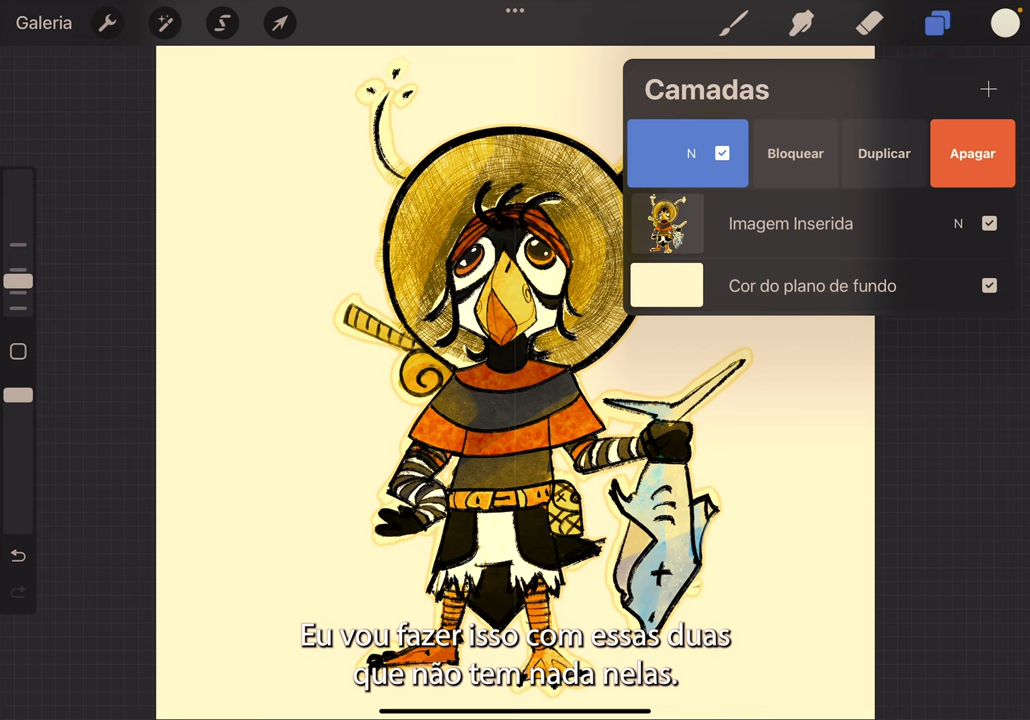 Galeria
Camadas
N
Bloquear
Duplicar
Apagar
Imagem Inserida
N
Cor do plano de fundo
Eu vou fazer isso com essas duas
que não tem nada nelas.